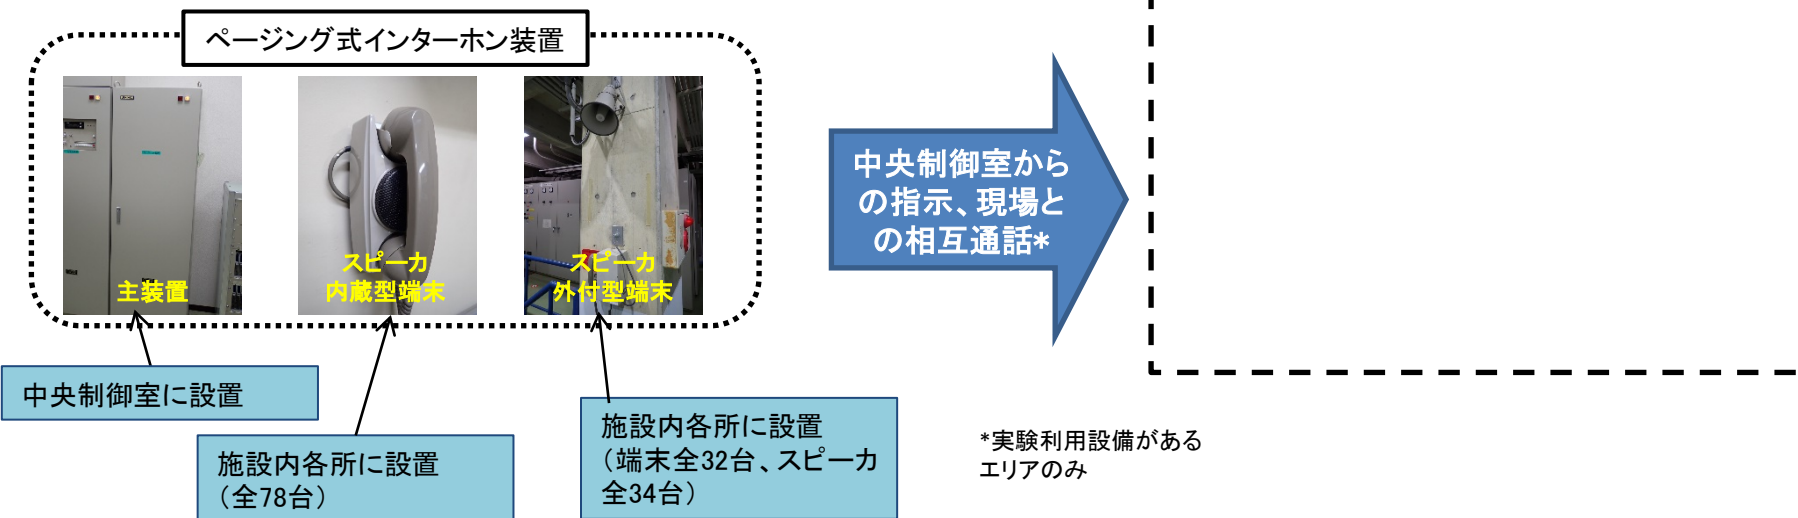 ページング式インターホン装置
主装置
スピーカ
内蔵型端末
スピーカ
外付型端末
中央制御室から
の指示、現場と
の相互通話*
中央制御室に設置
施設内各所に設置
(全78台)
施設内各所に設置
(端末全32台、スピーカ
全34台)
*実験利用設備がある
エリアのみ